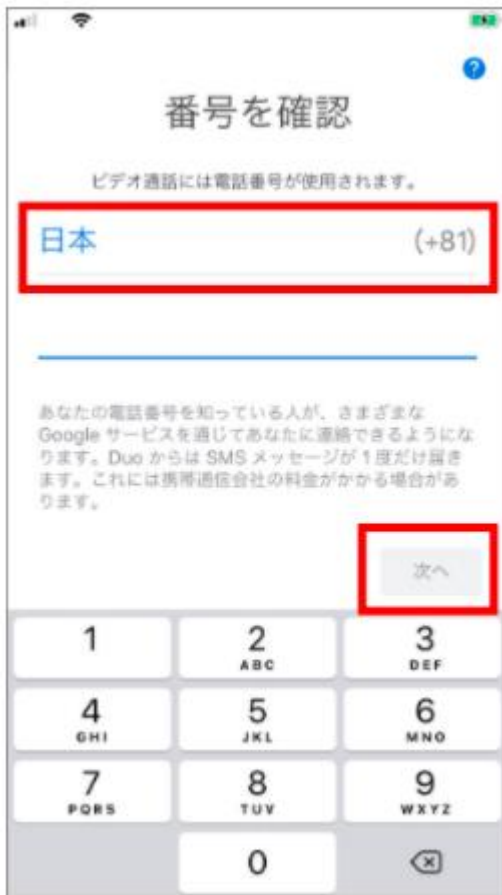 ?
番号を確認
ビデオ通話には電話番号が使用されます。
日本 (+81)
あなたの電話番号を知っている人が、さまざまな
Google サービスを通じてあなたに連絡できるようにな
ります。Duo からは SMS メッセージが 1 度だけ届き
ます。これには携帯通信会社の料金がかかる場合があ
ります。
次へ
1 2 3
ABC DEF
4 5 6
GHI JKL MNO
7 8 9
PQRS TUV WXYZ
0